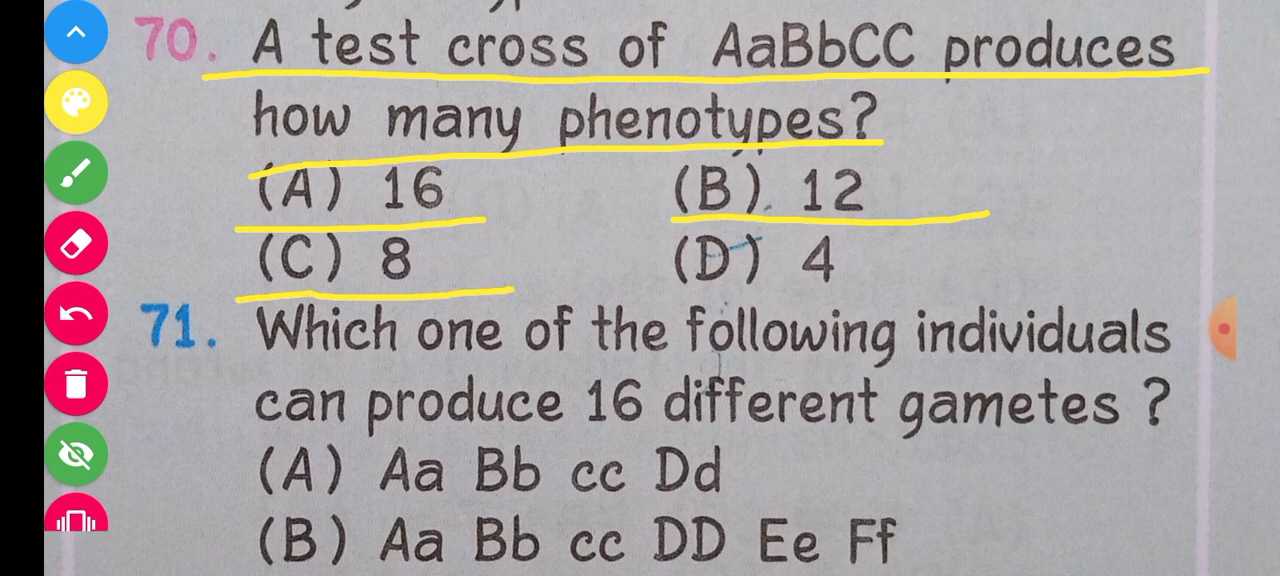 70. A test cross of AaBbCC produces
how many phenotypes?
(A) 16 (B) 12
(C) 8 (D) 4
71. Which one of the following individuals
can produce 16 different gametes ?
(A) Aa Bb cc Dd
(B) Aa Bb cc DD Ee Ff